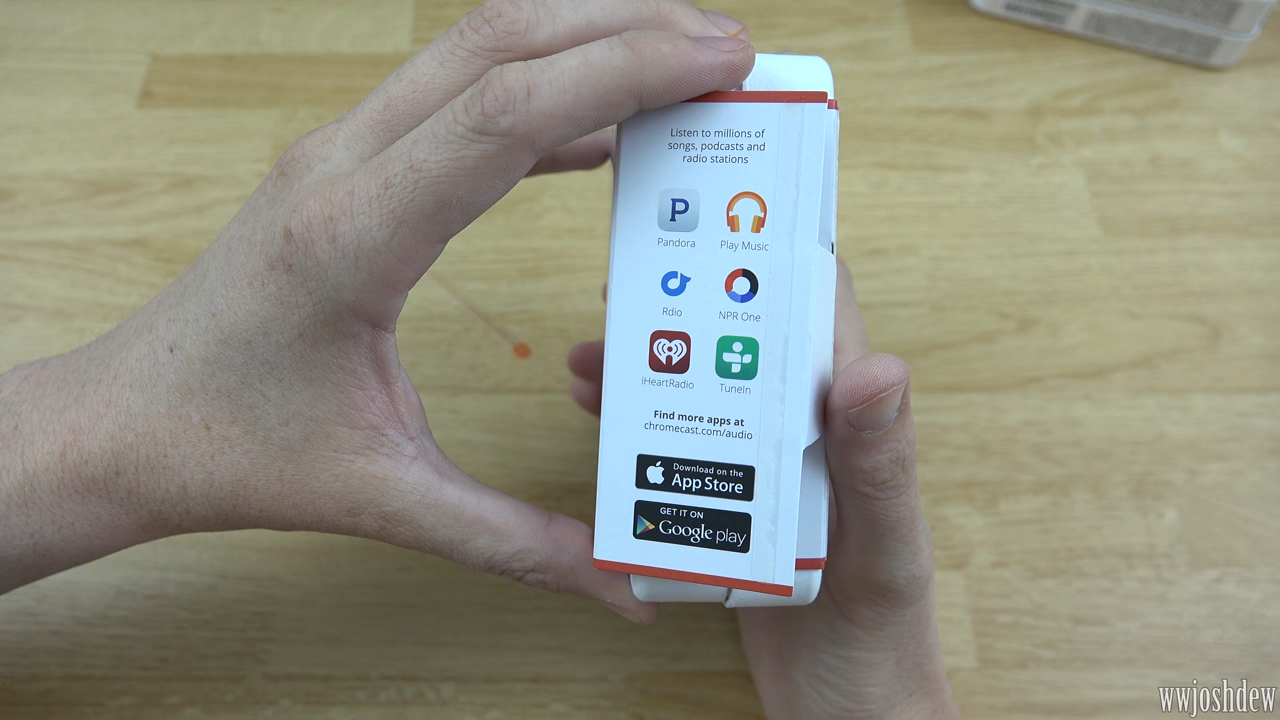 Listen to millions of
songs, podcasts and
radio stations
P
Pandora
Play Music
Rdio
NPR One
iHeartRadio
TuneIn
Find more apps at
chromecast.com/audio
Download on the
App Store
GET IT ON
Google play
wwjoshdew